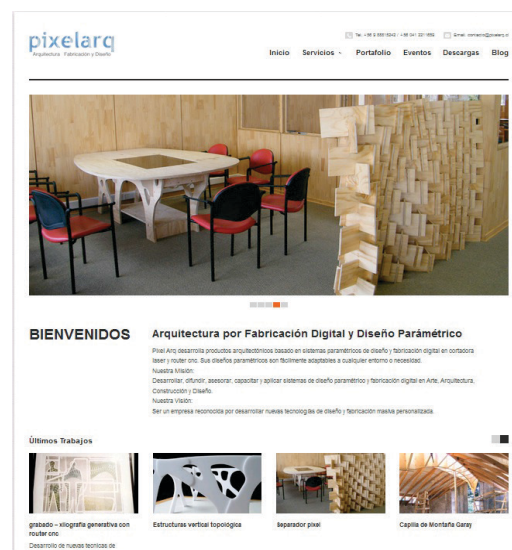 pixelarq
Arquitectura Fabricación y Diseño
Inicio Servicios Portafolio Eventos Descargas Blog
BIENVENIDOS
Arquitectura por Fabricación Digital y Diseño Parámétrico
Pixel Arq desarrolla productos arquitectónicos basado en sistemas paramétricos de diseño y fabricación digital en cortadora
laser y router cnc. Sus diseños paramétricos son fácilmente adaptables a cualquier entorno o necesidad.
Nuestra Misión:
Desarrollar, difundir, asesorar, capacitar y aplicar sistemas de diseño paramétrico y fabricación digital en Arte, Arquitectura,
Construcción y Diseño.
Nuestra Visión:
Ser un empresa reconocida por desarrollar nuevas tecnologías de diseño y fabricación masiva personalizada.
Últimos Trabajos
grabado – xilografia generativa con
router cnc
Desarrollo de nuevas tecnicas de
Estructuras vertical topológica
Separador pixel
Capilla de Montaña Garay